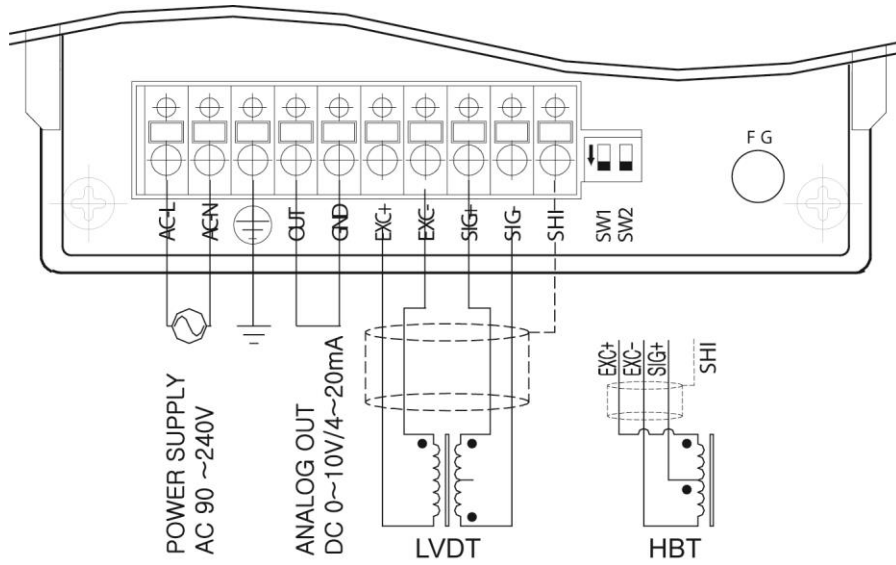 F G
AC-L
AC-N
OUT
GND
EXC+
EXC-
SIG+
SIG-
SHI
SW1
SW2
POWER SUPPLY
AC 90 ~240V
ANALOG OUT
DC 0~10V/4~20mA
LVDT
EXC+
EXC-
SIG+
SHI
HBT